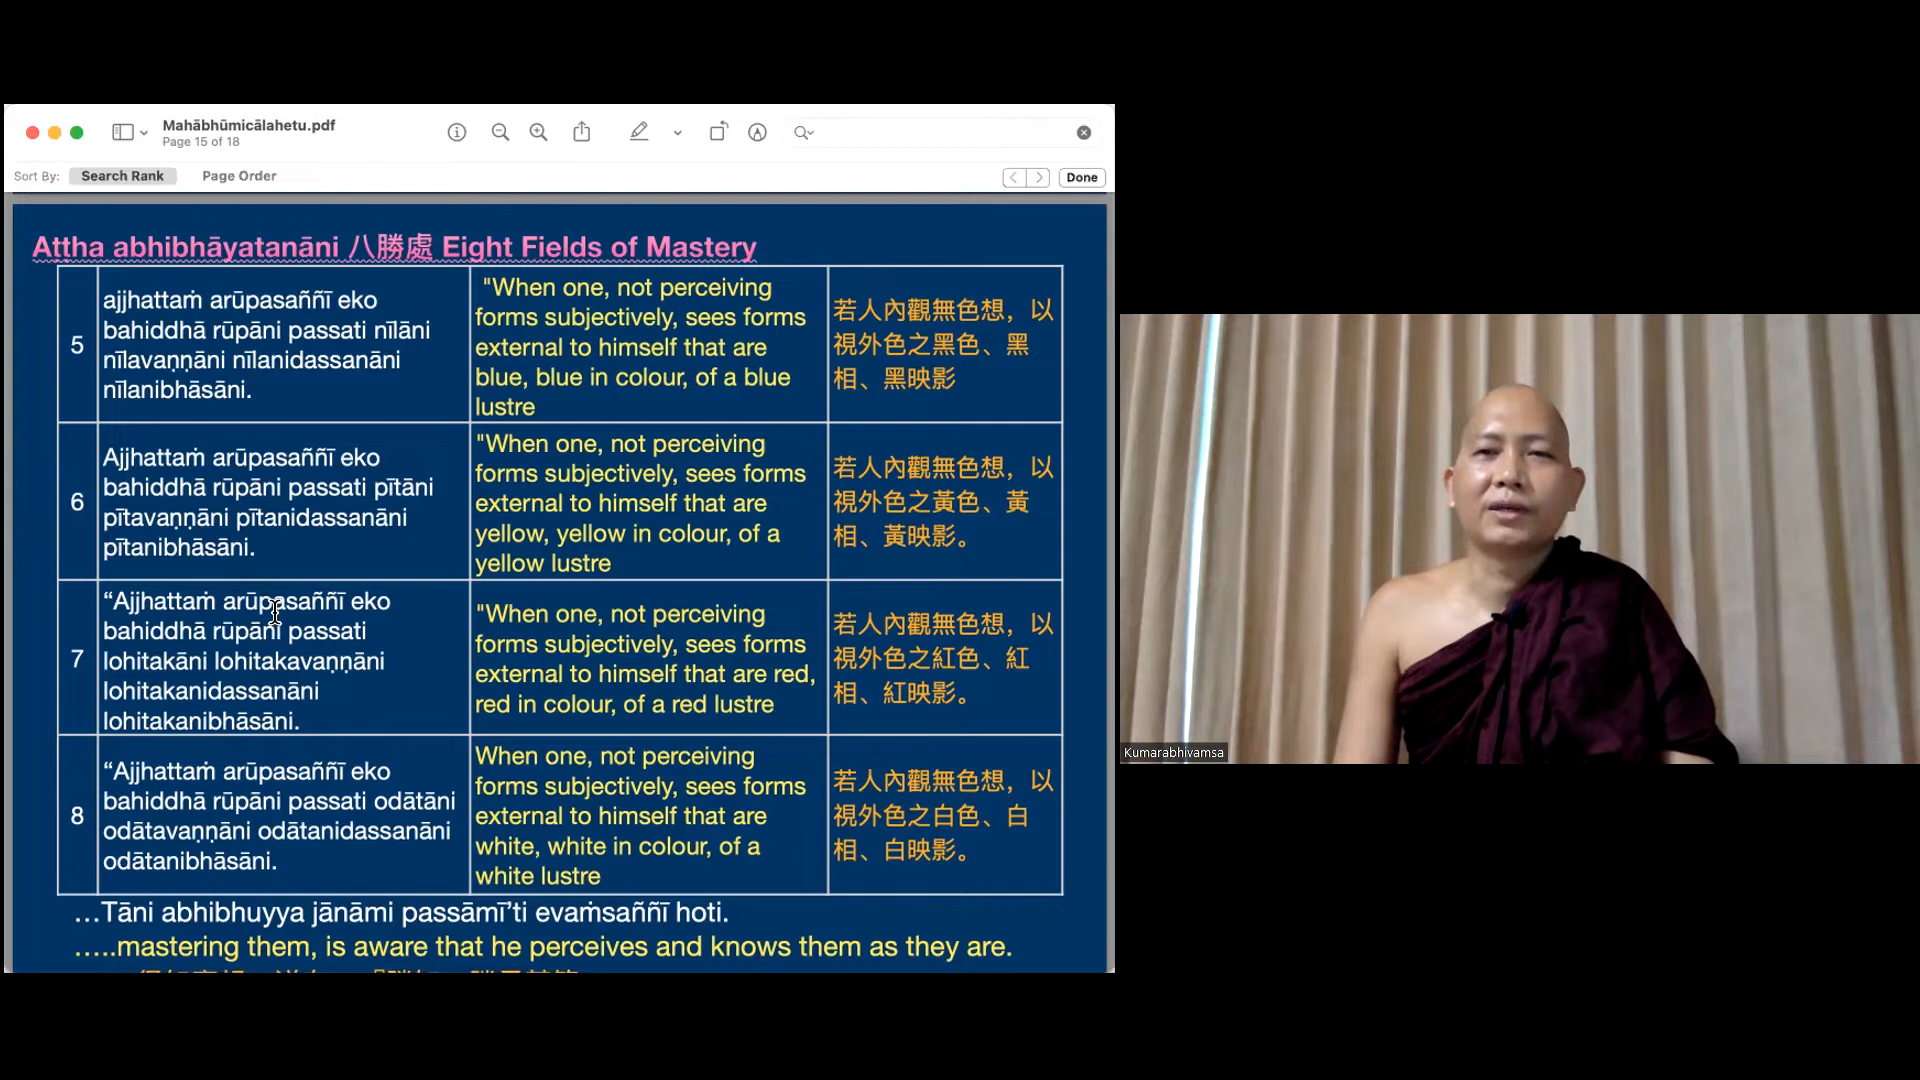 Mahābhūmicālahetu.pdf
Page 15 of 18
Sort By: Search Rank Page Order Done
Aṭṭha abhibhāyatanāni 八勝處 Eight Fields of Mastery
5
ajjhattaṁ arūpasaññī eko
bahiddhā rūpāni passati nīlāni
nīlavaṇṇāni nīlanidassanāni
nīlanibhāsāni.
"When one, not perceiving
forms subjectively, sees forms
external to himself that are
blue, blue in colour, of a blue
lustre
若人內觀無色想，以
視外色之黑色、黑
相、黑映影
6
Ajjhattaṁ arūpasaññī eko
bahiddhā rūpāni passati pītāni
pītavaṇṇāni pītanidassanāni
pītanibhāsāni.
"When one, not perceiving
forms subjectively, sees forms
external to himself that are
yellow, yellow in colour, of a
yellow lustre
若人內觀無色想，以
視外色之黃色、黃
相、黃映影。
7
“Ajjhattaṁ arūpasaññī eko
bahiddhā rūpāni passati
lohitakāni lohitakavaṇṇāni
lohitakanidassanāni
lohitakanibhāsāni.
"When one, not perceiving
forms subjectively, sees forms
external to himself that are red,
red in colour, of a red lustre
若人內觀無色想，以
視外色之紅色、紅
相、紅映影。
8
“Ajjhattaṁ arūpasaññī eko
bahiddhā rūpāni passati odātāni
odātavaṇṇāni odātanidassanāni
odātanibhāsāni.
When one, not perceiving
forms subjectively, sees forms
external to himself that are
white, white in colour, of a
white lustre
若人內觀無色想，以
視外色之白色、白
相、白映影。
…Tāni abhibhuyya jānāmi passāmī’ti evaṁsaññī hoti.
…..mastering them, is aware that he perceives and knows them as they are.
Kumarabhivamsa